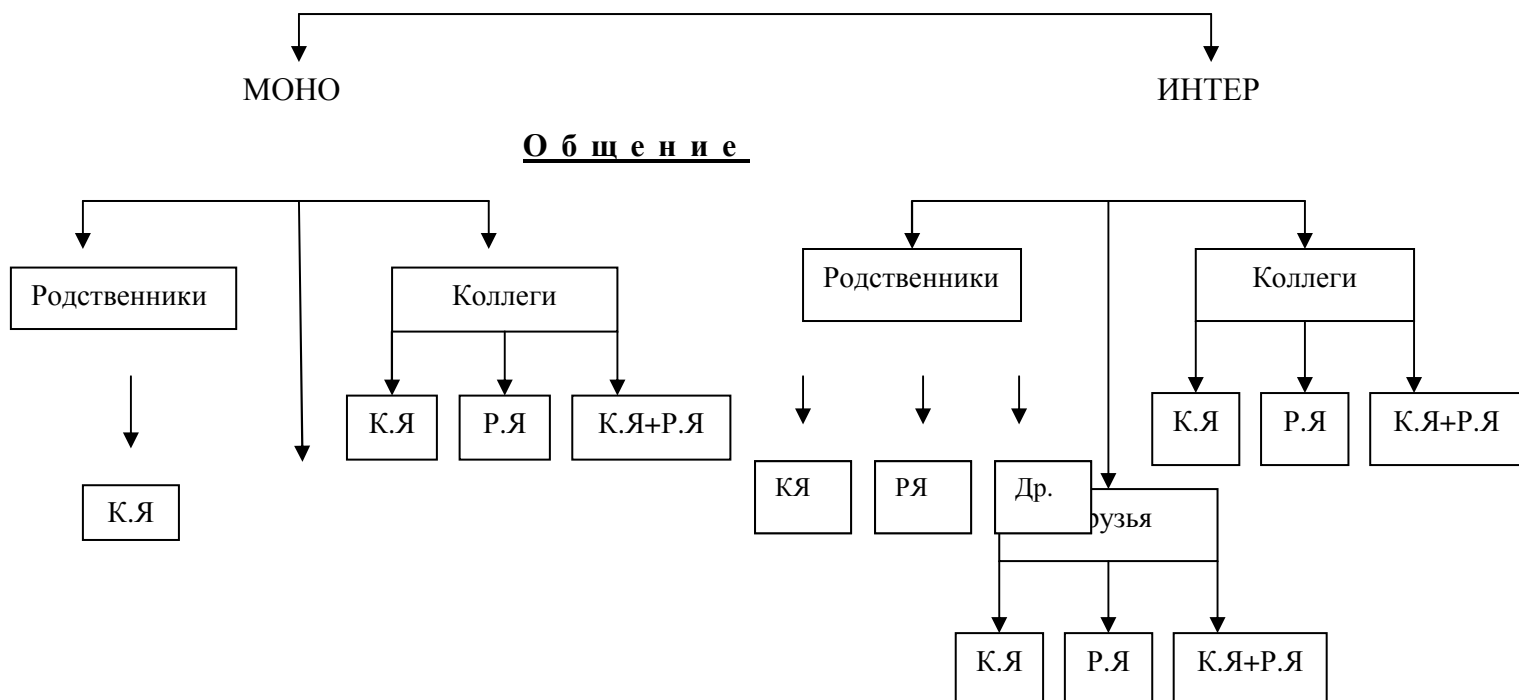 МОНО ИНТЕР
Общение
Родственники Коллеги Родственники Коллеги
К.Я Р.Я К.Я+Р.Я К.Я Р.Я К.Я+Р.Я
КЯ РЯ Др.
К.Я рузья
К.Я Р.Я К.Я+Р.Я